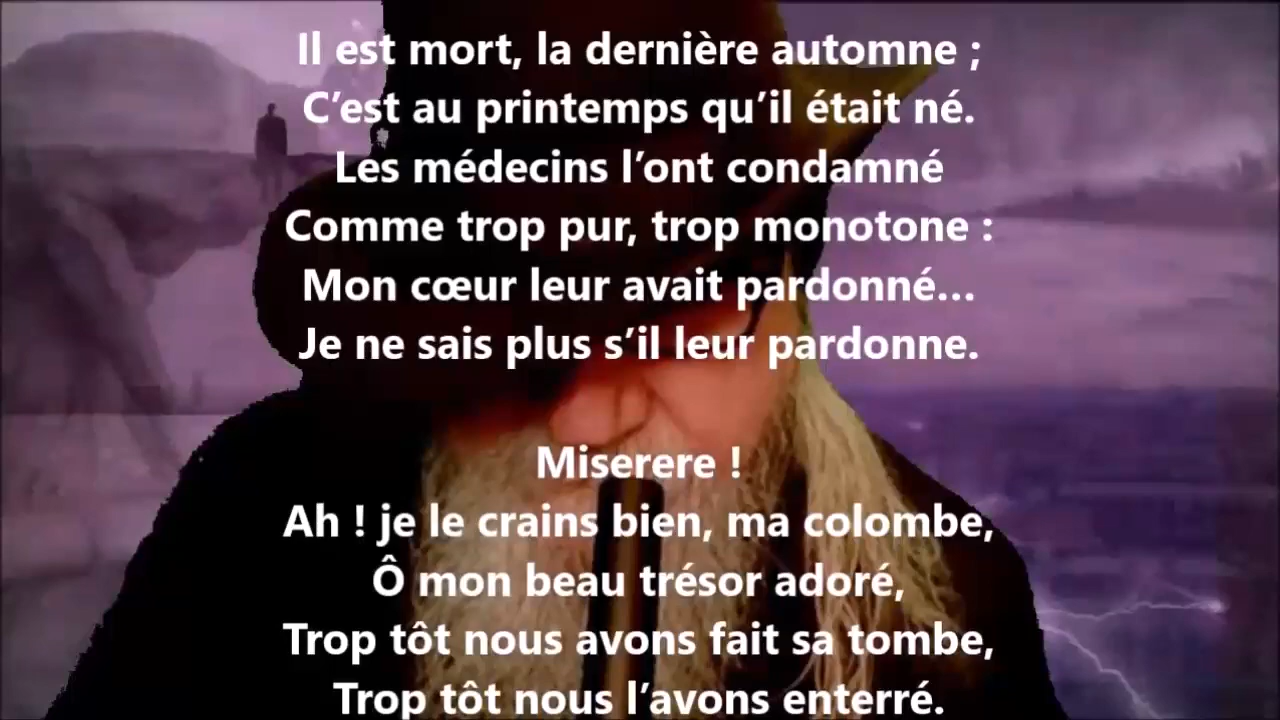 Il est mort, la dernière automne ;
C’est au printemps qu’il était né.
Les médecins l’ont condamné
Comme trop pur, trop monotone :
Mon cœur leur avait pardonné...
Je ne sais plus s’il leur pardonne.
Miserere !
Ah ! je le crains bien, ma colombe,
Ô mon beau trésor adoré,
Trop tôt nous avons fait sa tombe,
Trop tôt nous l’avons enterré.